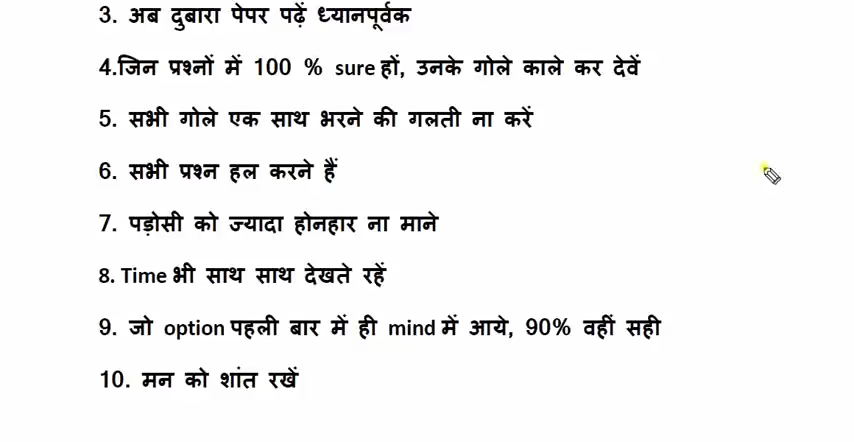 3. अब दुबारा पेपर पढ़ें ध्यानपूर्वक
4.जिन प्रश्नों में 100 % sure हों, उनके गोले काले कर देवें
5. सभी गोले एक साथ भरने की गलती ना करें
6. सभी प्रश्न हल करने हैं
7. पड़ोसी को ज्यादा होनहार ना माने
8. Time भी साथ साथ देखते रहें
9. जो option पहली बार में ही mind में आये, 90% वहीं सही
10. मन को शांत रखें